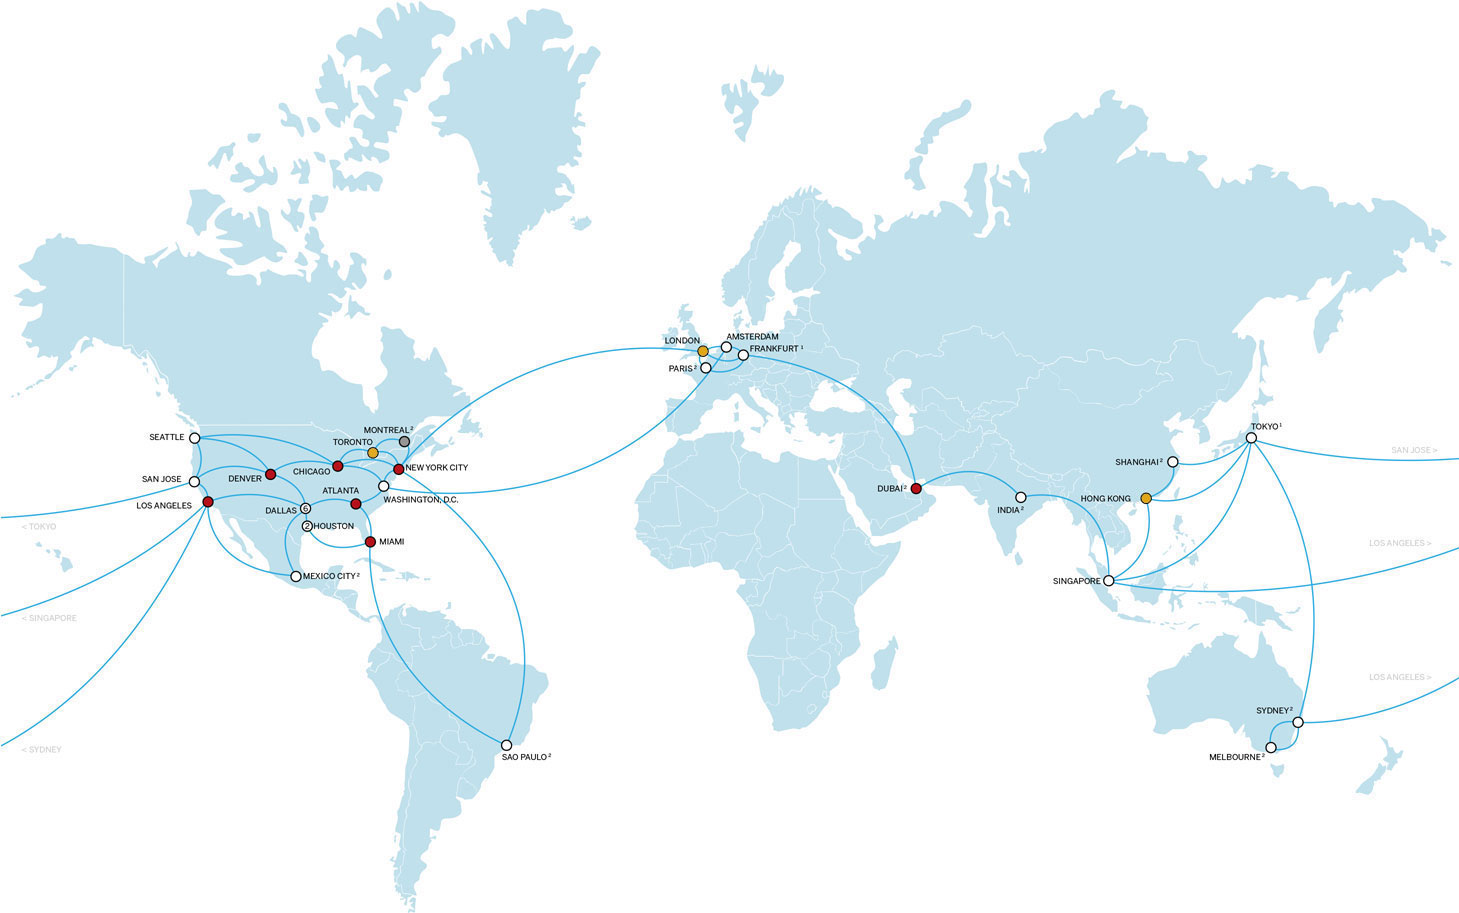 LONDON
AMSTERDAM
FRANKFURT ¹
PARIS ²
MONTREAL ²
TOKYO ¹
SEATTLE
TORONTO
SAN JOSE >
SHANGHAI ²
CHICAGO
NEW YORK CITY
SAN JOSE
DENVER
DUBAI ²
ATLANTA
HONG KONG
WASHINGTON, D.C.
LOS ANGELES
DALLAS
6
INDIA ²
< TOKYO
2
HOUSTON
MIAMI
LOS ANGELES >
MEXICO CITY ²
SINGAPORE
< SINGAPORE
LOS ANGELES >
SYDNEY ²
< SYDNEY
SAO PAULO ²
MELBOURNE ²